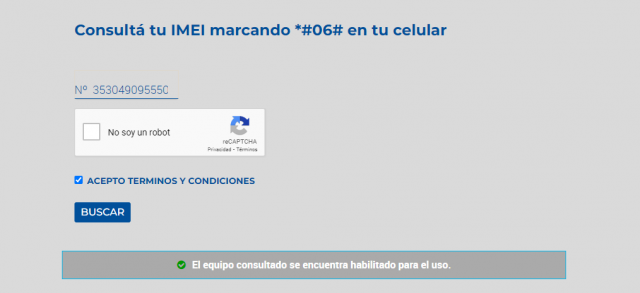 Consultá tu IMEI marcando *#06# en tu celular
Nº 353049095550
No soy un robot
reCAPTCHA
Privacidad - Términos
ACEPTO TERMINOS Y CONDICIONES
BUSCAR
El equipo consultado se encuentra habilitado para el uso.